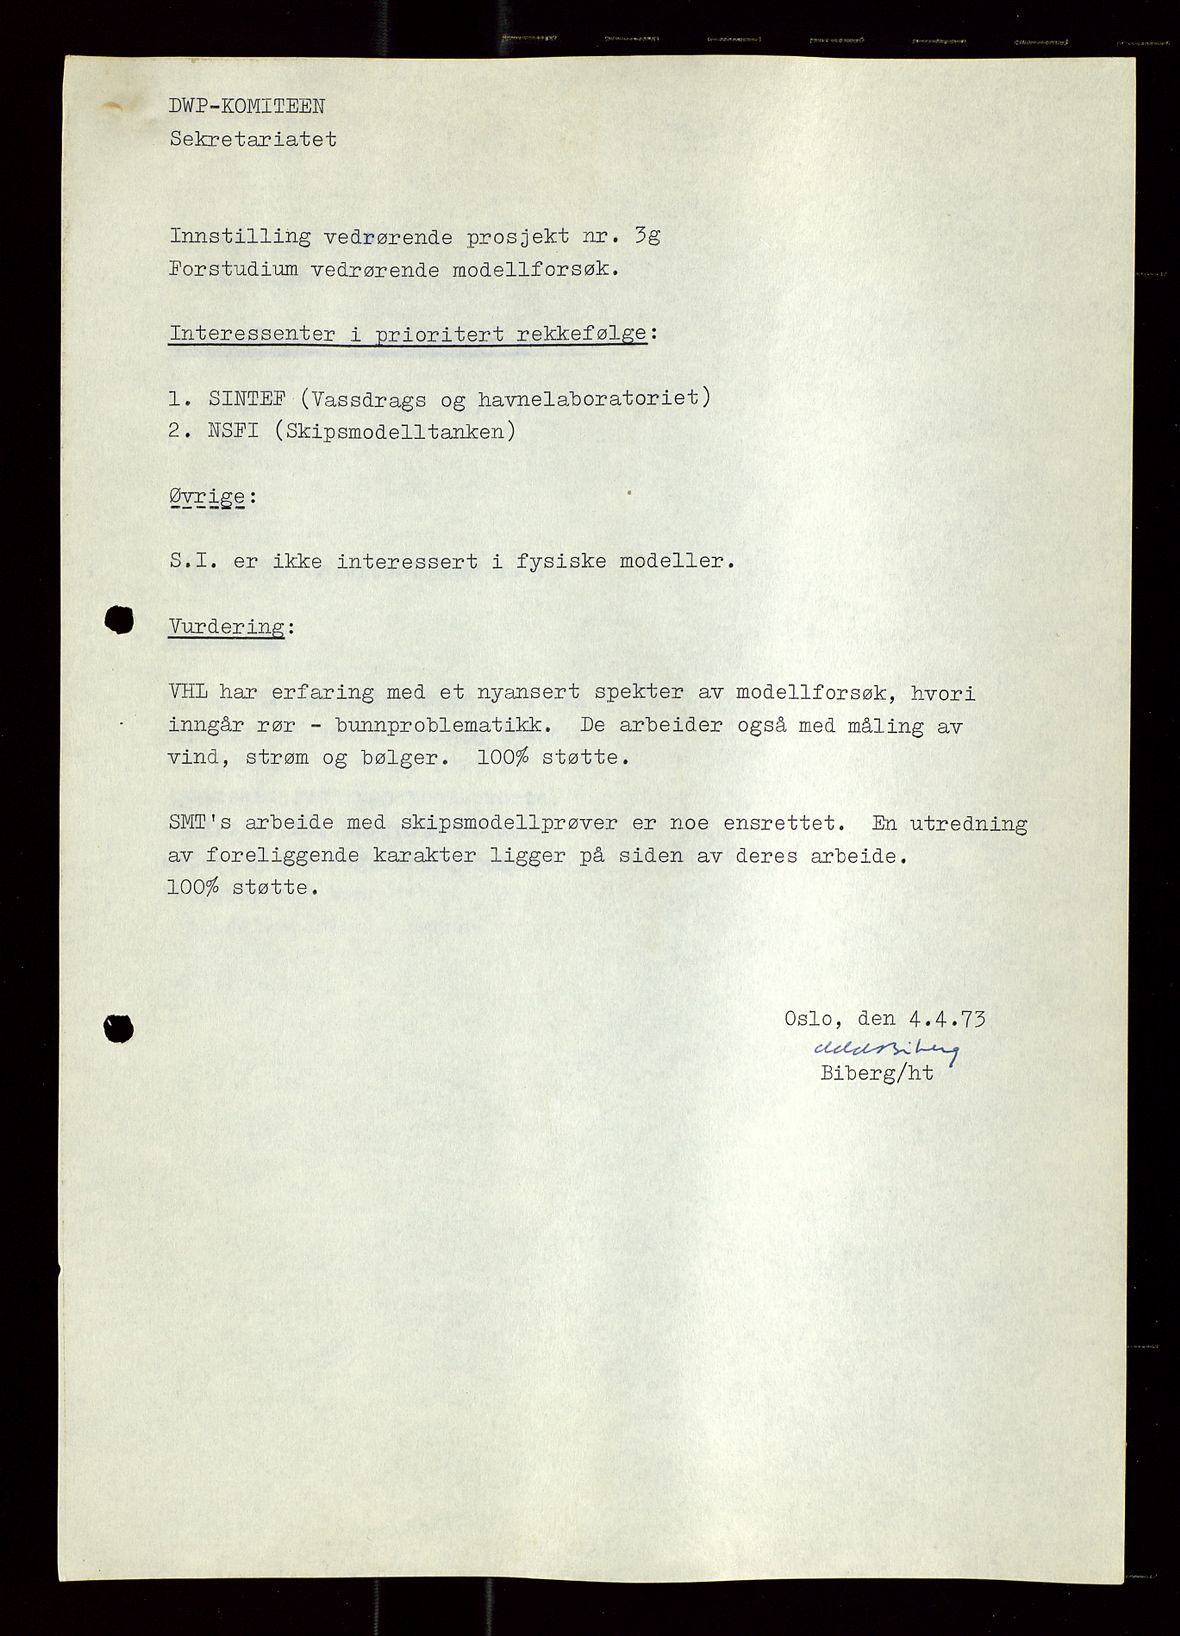 DWP-KOMITEEN
Sekretariatet
Innstilling vedrørende prosjekt nr. 3g
Forstudium vedrørende modellforsøk.
Interessenter i prioritert rekkefølge:
1. SINTEF (Vassdrags og havnelaboratoriet)
2. NSFI (Skipsmodelltanken)
Øvrige:
S.I. er ikke interessert i fysiske modeller.
Vurdering:
VHL har erfaring med et nyansert spekter av modellforsøk, hvori
inngår rør - bunnproblematikk. De arbeider også med måling av
vind, strøm og bølger. 100% støtte.
SMT's arbeide med skipsmodellprøver er noe ensrettet. En utredning
av foreliggende karakter ligger på siden av deres arbeide.
100% støtte.
Oslo, den 4.4.73
Biberg
Biberg/ht